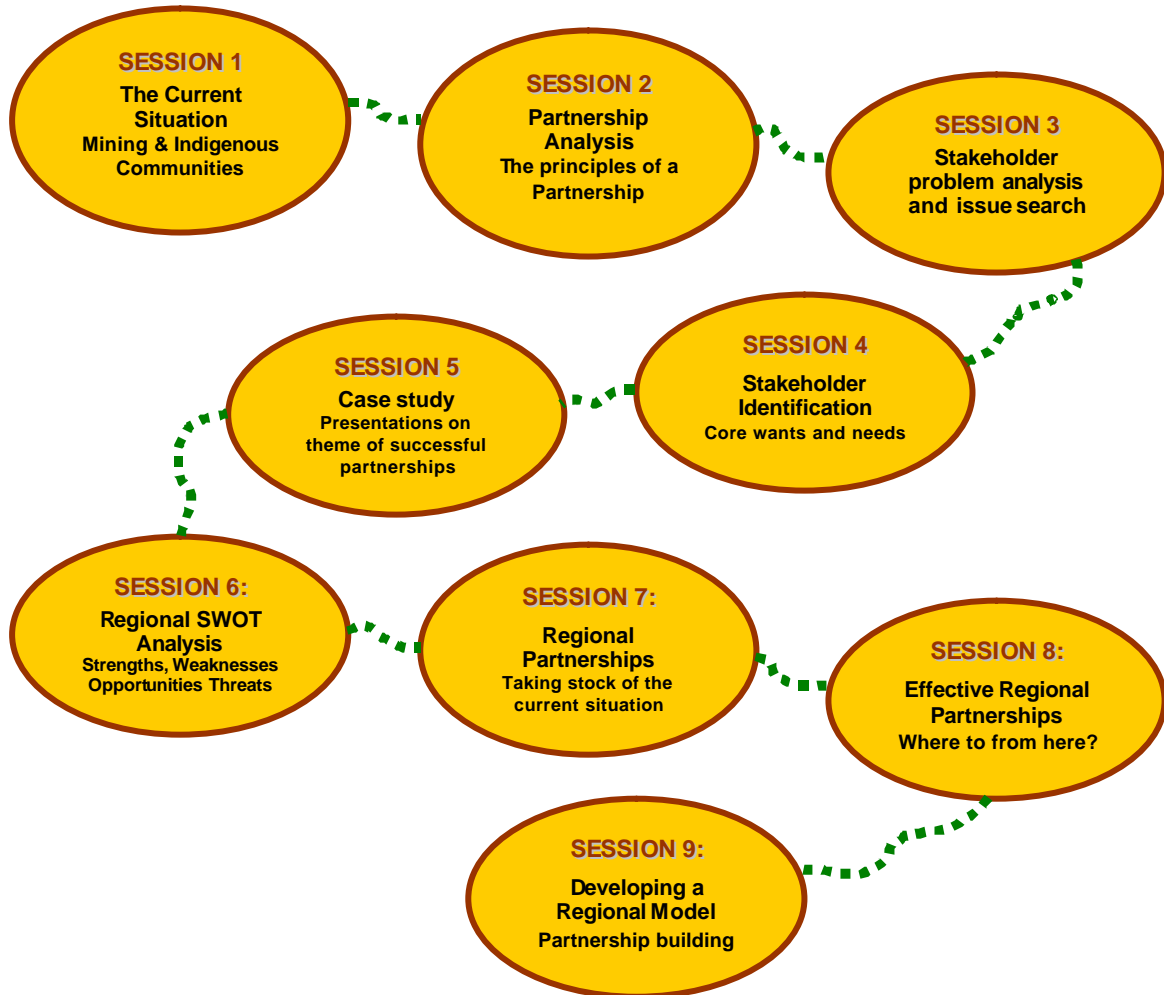 SESSION 1
The Current
Situation
Mining & Indigenous
Communities
SESSION 2
Partnership
Analysis
The principles of a
Partnership
SESSION 3
Stakeholder
problem analysis
and issue search
SESSION 4
Stakeholder
Identification
Core wants and needs
SESSION 5
Case study
Presentations on
theme of successful
partnerships
SESSION 6:
Regional SWOT
Analysis
Strengths, Weaknesses
Opportunities Threats
SESSION 7:
Regional
Partnerships
Taking stock of the
current situation
SESSION 8:
Effective Regional
Partnerships
Where to from here?
SESSION 9:
Developing a
Regional Model
Partnership building